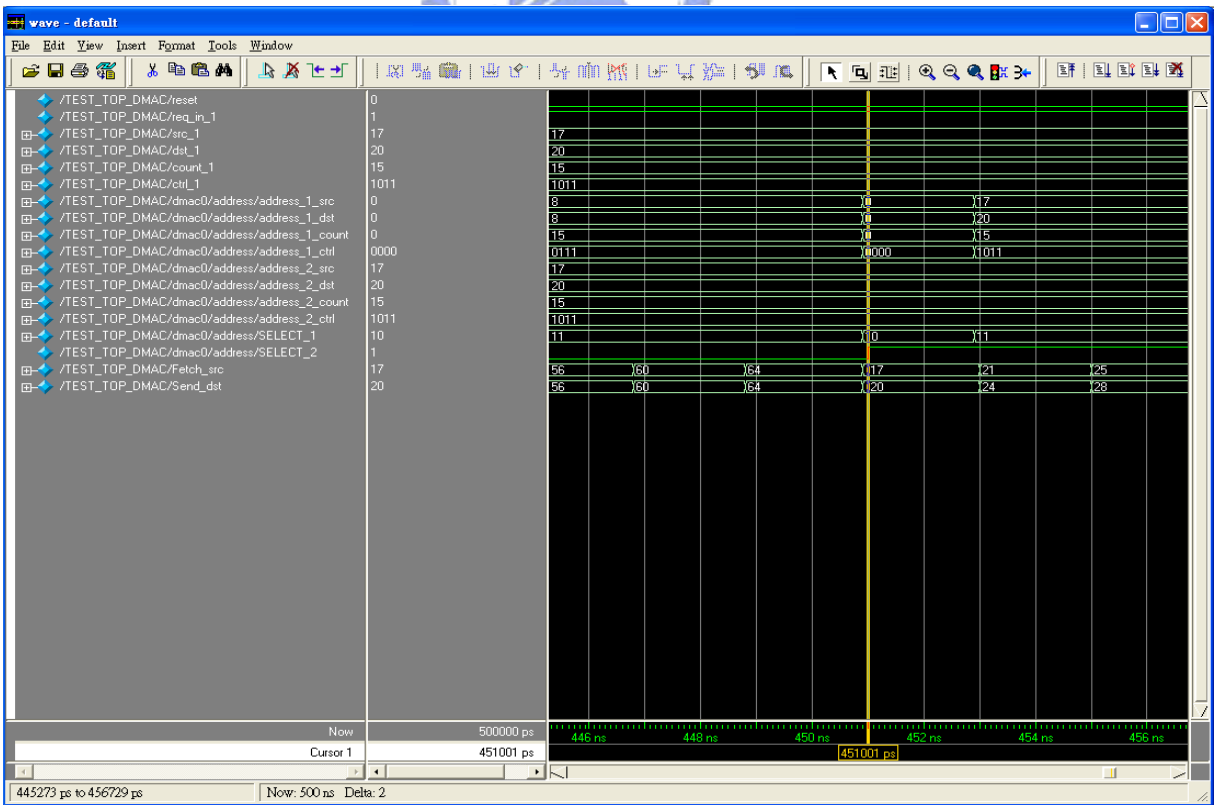 wave - default
File Edit View Insert Format Tools Window
/TEST_TOP_DMAC/reset 0
/TEST_TOP_DMAC/req_in_1 1
/TEST_TOP_DMAC/src_1 17 17
/TEST_TOP_DMAC/dst_1 20 20
/TEST_TOP_DMAC/count_1 15 15
/TEST_TOP_DMAC/ctrl_1 1011 1011
/TEST_TOP_DMAC/dmac0/address/address_1_src 0 8 17
/TEST_TOP_DMAC/dmac0/address/address_1_dst 0 8 20
/TEST_TOP_DMAC/dmac0/address/address_1_count 0 15 15
/TEST_TOP_DMAC/dmac0/address/address_1_ctrl 0000 0111 0000 1011
/TEST_TOP_DMAC/dmac0/address/address_2_src 17 17
/TEST_TOP_DMAC/dmac0/address/address_2_dst 20 20
/TEST_TOP_DMAC/dmac0/address/address_2_count 15 15
/TEST_TOP_DMAC/dmac0/address/address_2_ctrl 1011 1011
/TEST_TOP_DMAC/dmac0/address/SELECT_1 10 11 10 11
/TEST_TOP_DMAC/dmac0/address/SELECT_2 1
/TEST_TOP_DMAC/Fetch_src 17 56 60 64 17 21 25
/TEST_TOP_DMAC/Send_dst 20 56 60 64 20 24 28
Now 500000 ps 446 ns 448 ns 450 ns 452 ns 454 ns 456 ns
Cursor 1 451001 ps 451001 ps
445273 ps to 456729 ps Now: 500 ns Delta: 2